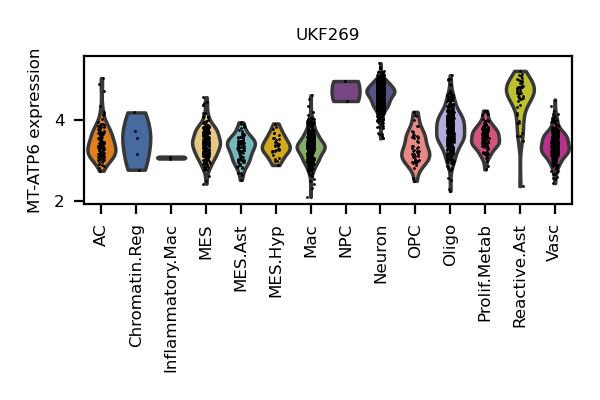 UKF269
MT-ATP6 expression
4
2
AC
Chromatin.Reg
Inflammatory.Mac
MES
MES.Ast
MES.Hyp
Mac
NPC
Neuron
OPC
Oligo
Prolif.Metab
Reactive.Ast
Vasc